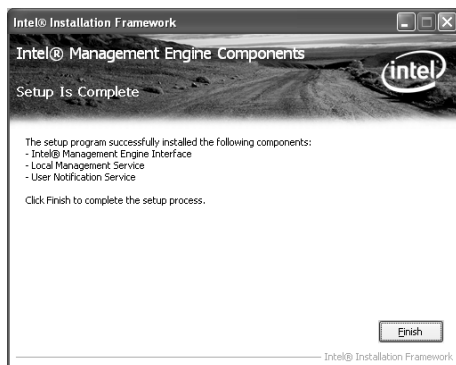 Intel® Installation Framework
Intel® Management Engine Components
intel
Setup Is Complete
The setup program successfully installed the following components:
- Intel® Management Engine Interface
- Local Management Service
- User Notification Service
Click Finish to complete the setup process.
Finish
Intel® Installation Framework